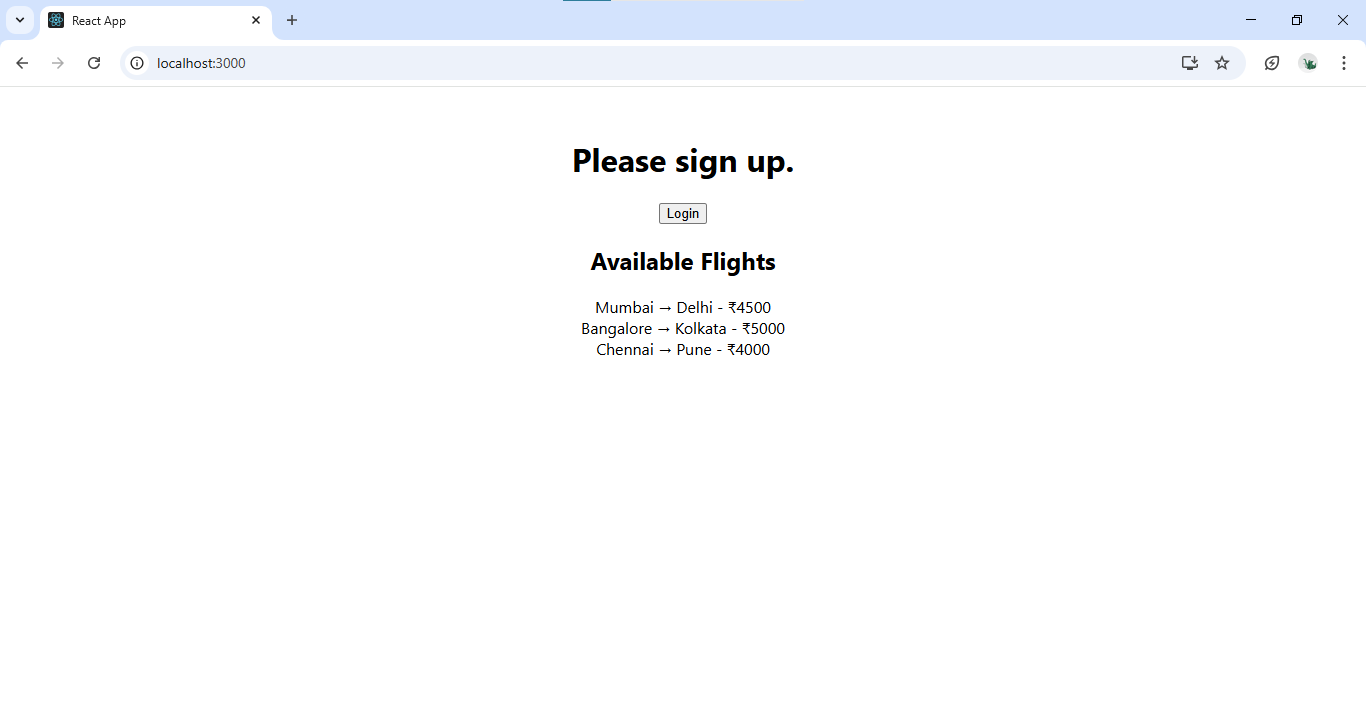 React App
localhost:3000
Please sign up.
Login
Available Flights
Mumbai → Delhi - ₹4500
Bangalore → Kolkata - ₹5000
Chennai → Pune - ₹4000